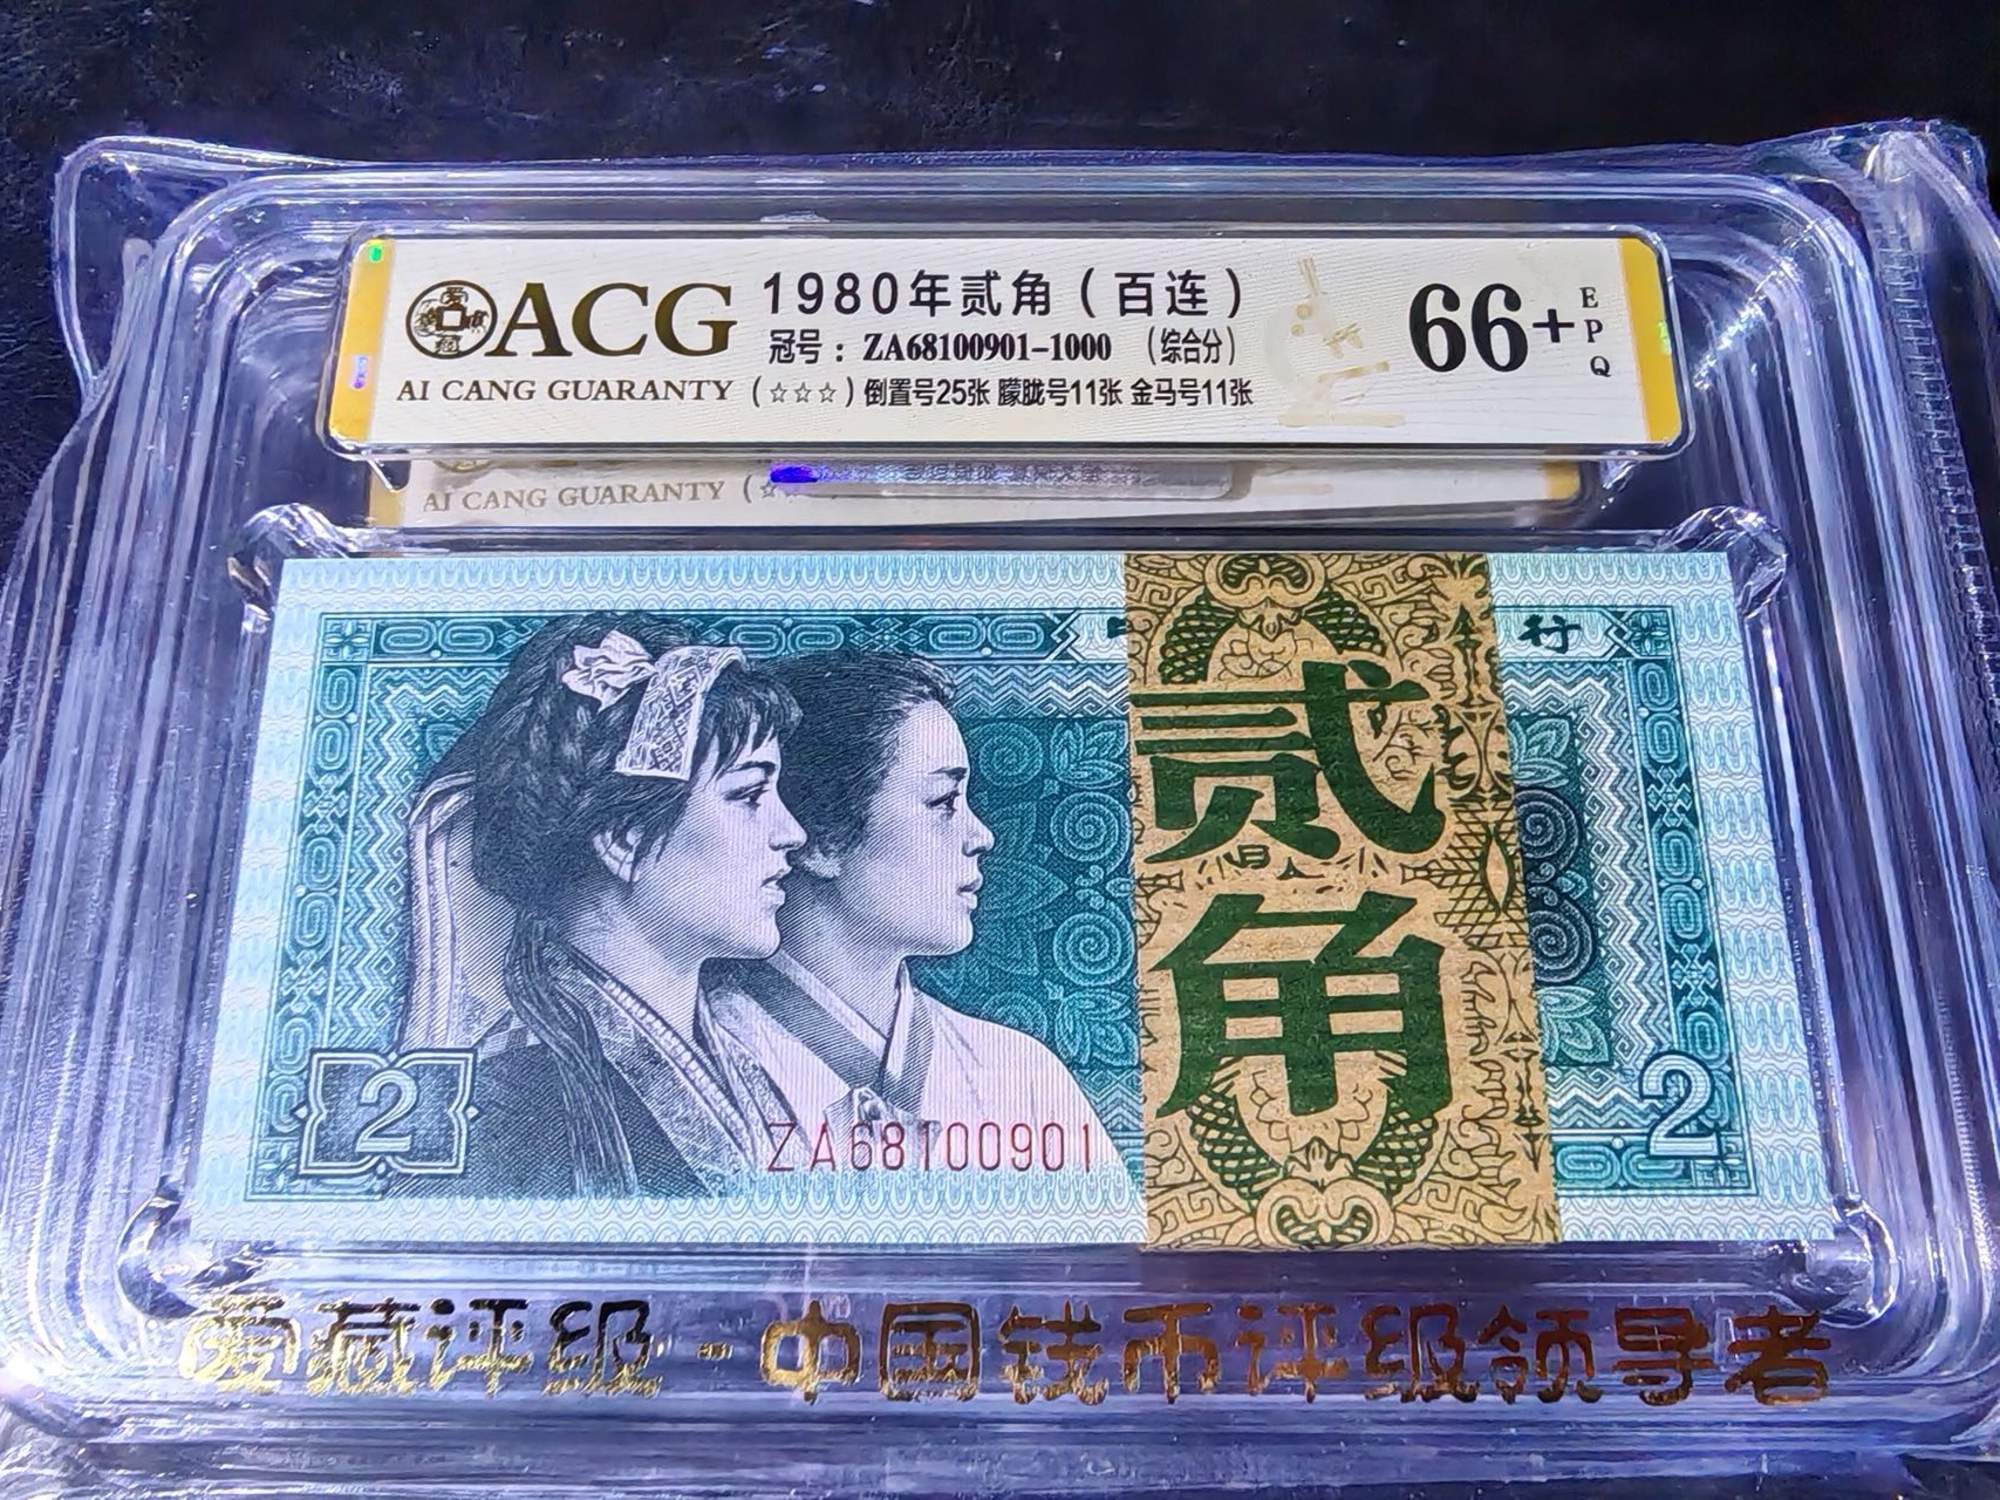 ACG
AI CANG GUARANTY
1980年贰角（百连）
冠号：ZA68100901-1000 （综合分）
(☆☆☆)倒置号25张 朦胧号11张 金马号11张
66+
EPQ
AI CANG GUARANTY (☆
行
贰角
2
ZA68100901
2
爱藏评级-中国钱币评级领导者